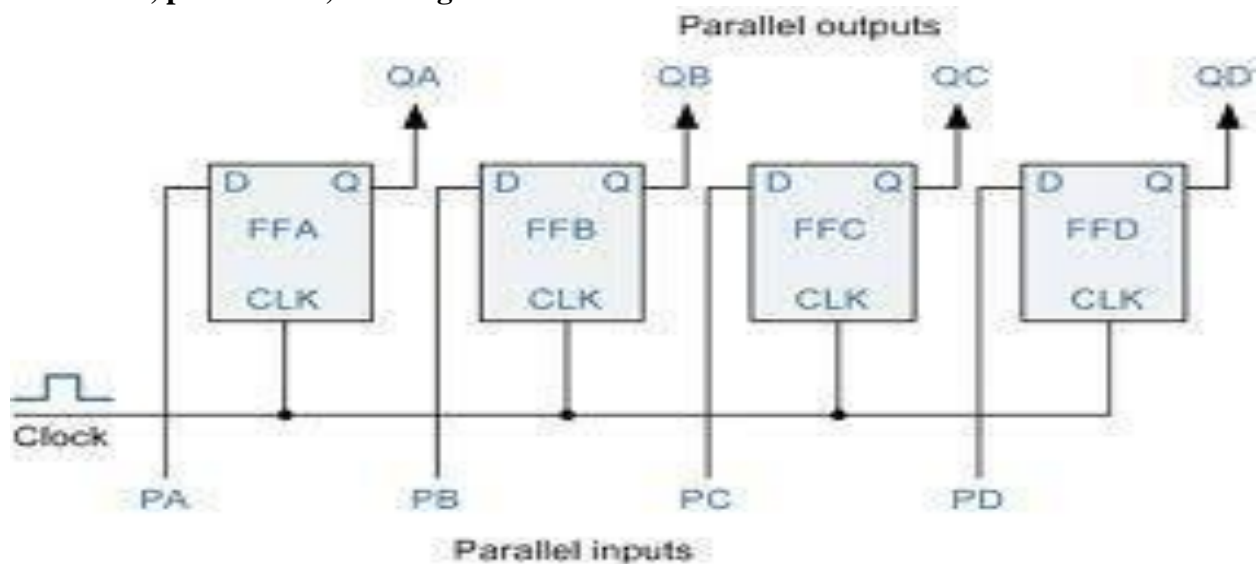 Parallel outputs
QA QB QC QD
D Q D Q D Q D Q
FFA FFB FFC FFD
CLK CLK CLK CLK
Clock
PA PB PC PD
Parallel inputs